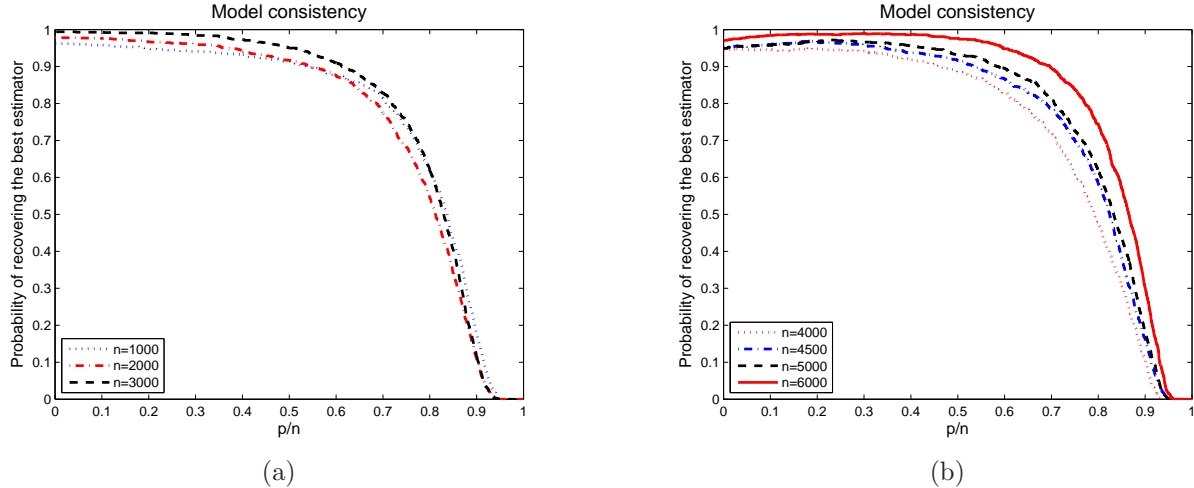 Model consistency
Probability of recovering the best estimator
1
0.9
0.8
0.7
0.6
0.5
0.4
0.3
0.2
0.1
0
n=1000
n=2000
n=3000
0 0.1 0.2 0.3 0.4 0.5 0.6 0.7 0.8 0.9 1
p/n
(a)
Model consistency
Probability of recovering the best estimator
1
0.9
0.8
0.7
0.6
0.5
0.4
0.3
0.2
0.1
0
n=4000
n=4500
n=5000
n=6000
0 0.1 0.2 0.3 0.4 0.5 0.6 0.7 0.8 0.9 1
p/n
(b)